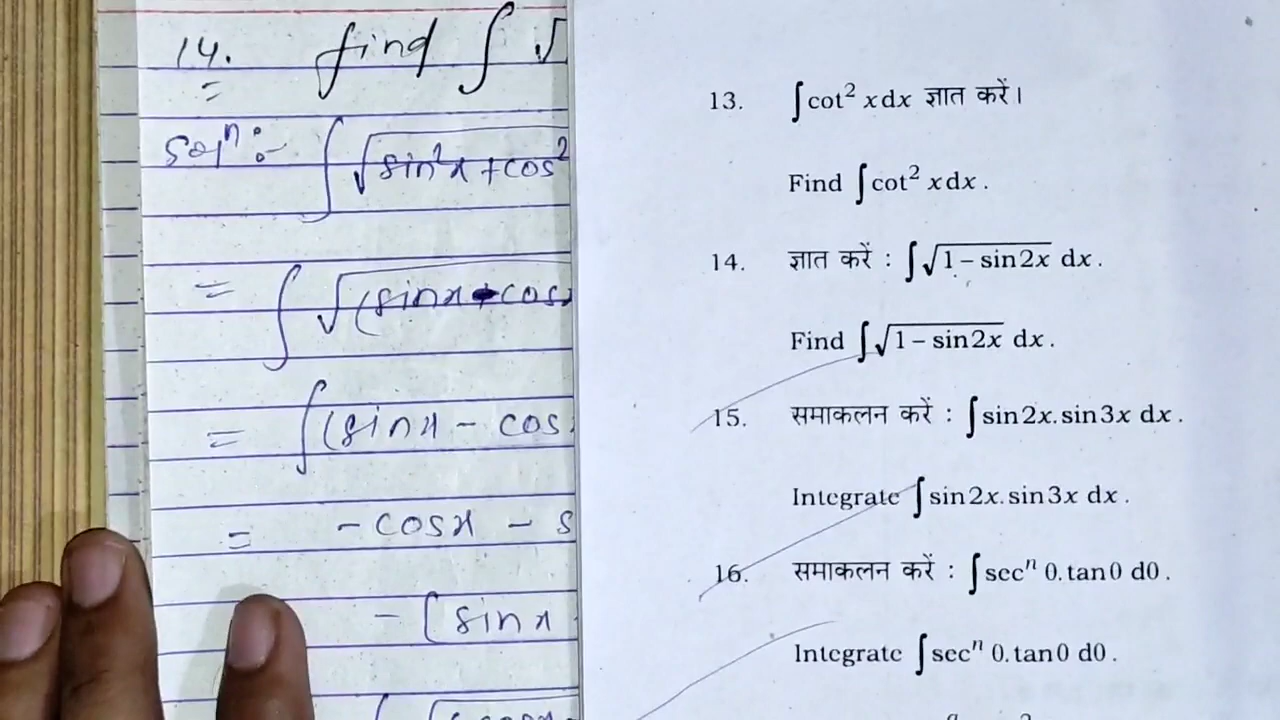 14. find ∫√
Solⁿ:- ∫√sin²x + cos²
= ∫√(sinx - cosx
= ∫(sinx - cos
= -cosx - s
- [sinx
13. ∫cot² x dx ज्ञात करें।
Find ∫cot² x dx .
14. ज्ञात करें : ∫√1 - sin2x dx .
Find ∫√1 - sin2x dx .
15. समाकलन करें : ∫sin2x. sin3x dx .
Integrate ∫sin2x. sin3x dx .
16. समाकलन करें : ∫secⁿ θ. tanθ dθ .
Integrate ∫secⁿ θ. tanθ dθ .